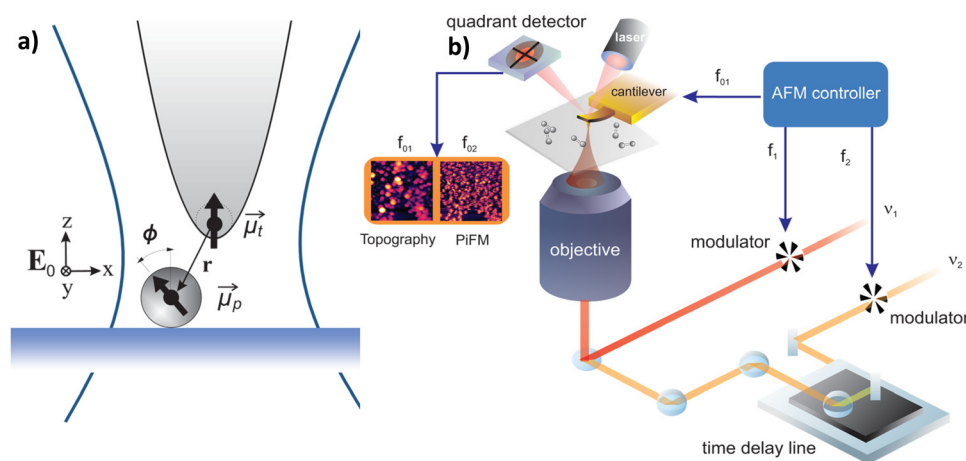 a)
z
E₀
x
y
ϕ
r
μₜ
μₚ
b)
quadrant detector
laser
cantilever
f₀₁
AFM controller
f₀₁
f₀₂
Topography
PiFM
objective
f₁
f₂
ν₁
modulator
ν₂
modulator
time delay line